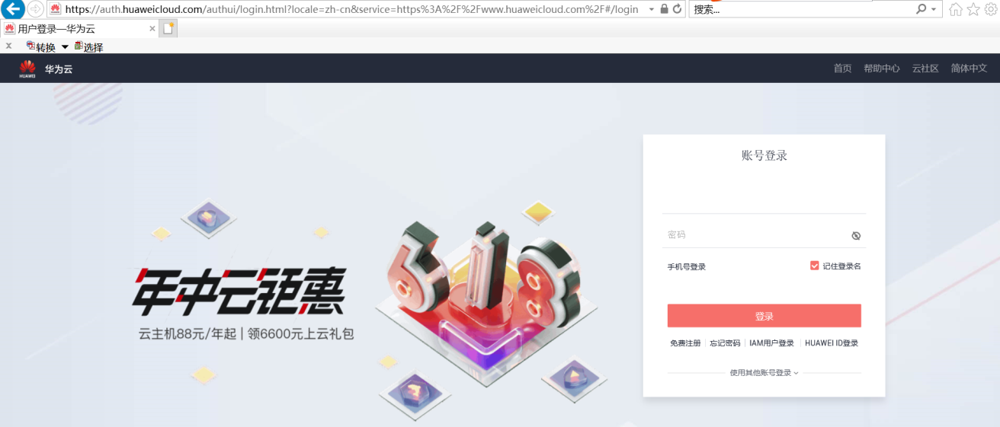 https://auth.huaweicloud.com/authui/login.html?locale=zh-cn&service=https%3A%2F%2Fwww.huaweicloud.com%2F#/login
搜索...
用户登录—华为云
x 转换 选择
HUAWEI 华为云
首页 帮助中心 云社区 简体中文
账号登录
密码
手机号登录 记住登录名
登录
免费注册 忘记密码 IAM用户登录 HUAWEI ID登录
使用其他账号登录
618
年中云钜惠
云主机88元/年起 | 领6600元上云礼包